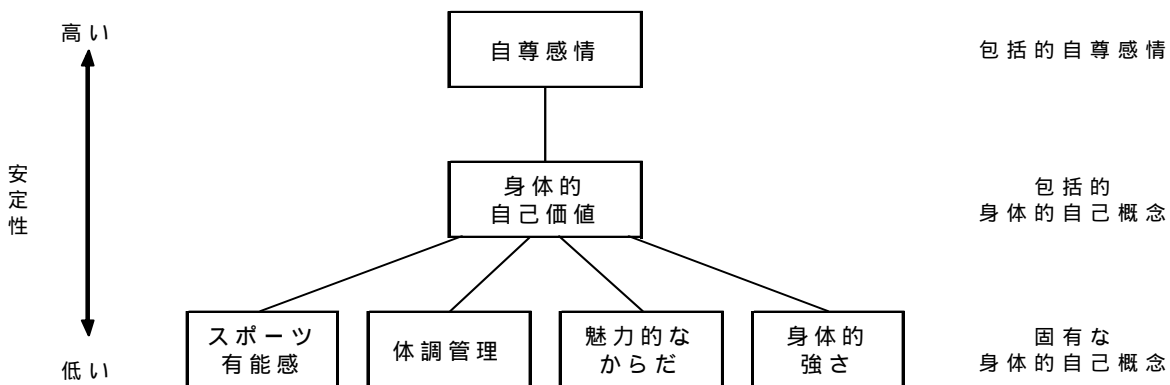 高い
自尊感情
包括的自尊感情
安定性
身体的
自己価値
包括的
身体的自己概念
スポーツ
有能感
体調管理
魅力的な
からだ
身体的
強さ
固有な
身体的自己概念
低い